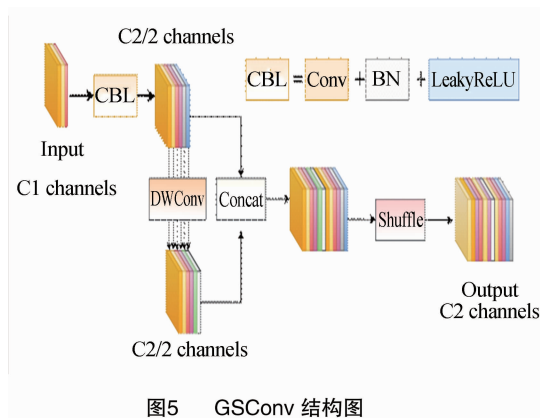 C2/2 channels
CBL = Conv + BN + LeakyReLU
CBL
Input
C1 channels
DWConv
Concat
Shuffle
Output
C2 channels
C2/2 channels
图5 GSConv 结构图